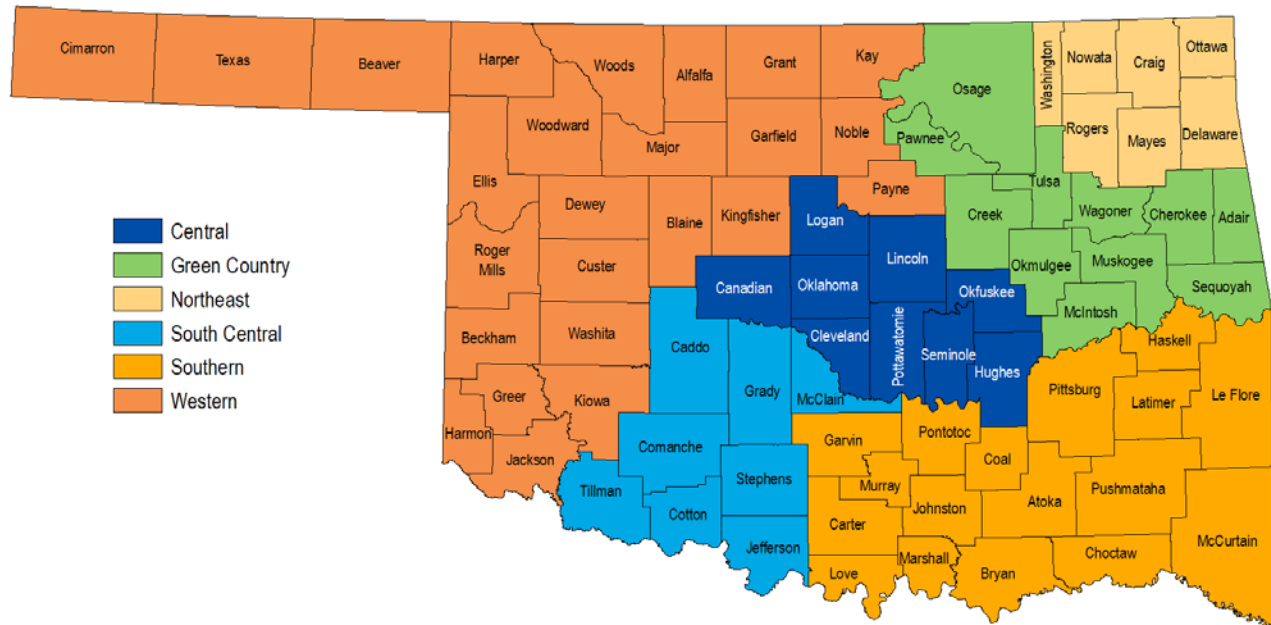 Cimarron
Texas
Beaver
Harper
Woods
Alfalfa
Grant
Kay
Osage
Washington
Nowata
Craig
Ottawa
Woodward
Major
Garfield
Noble
Pawnee
Rogers
Mayes
Delaware
Ellis
Dewey
Blaine
Kingfisher
Logan
Payne
Creek
Tulsa
Wagoner
Cherokee
Adair
Roger
Mills
Custer
Canadian
Oklahoma
Lincoln
Okfuskee
Okmulgee
Muskogee
McIntosh
Sequoyah
Central
Green Country
Northeast
South Central
Southern
Western
Beckham
Washita
Caddo
Grady
McClain
Cleveland
Pottawatomie
Seminole
Hughes
Pittsburg
Haskell
Latimer
Le Flore
Harmon
Greer
Kiowa
Jackson
Comanche
Tillman
Cotton
Stephens
Jefferson
Garvin
Pontotoc
Coal
Murray
Carter
Johnston
Atoka
Pushmataha
McCurtain
Love
Marshall
Bryan
Choctaw